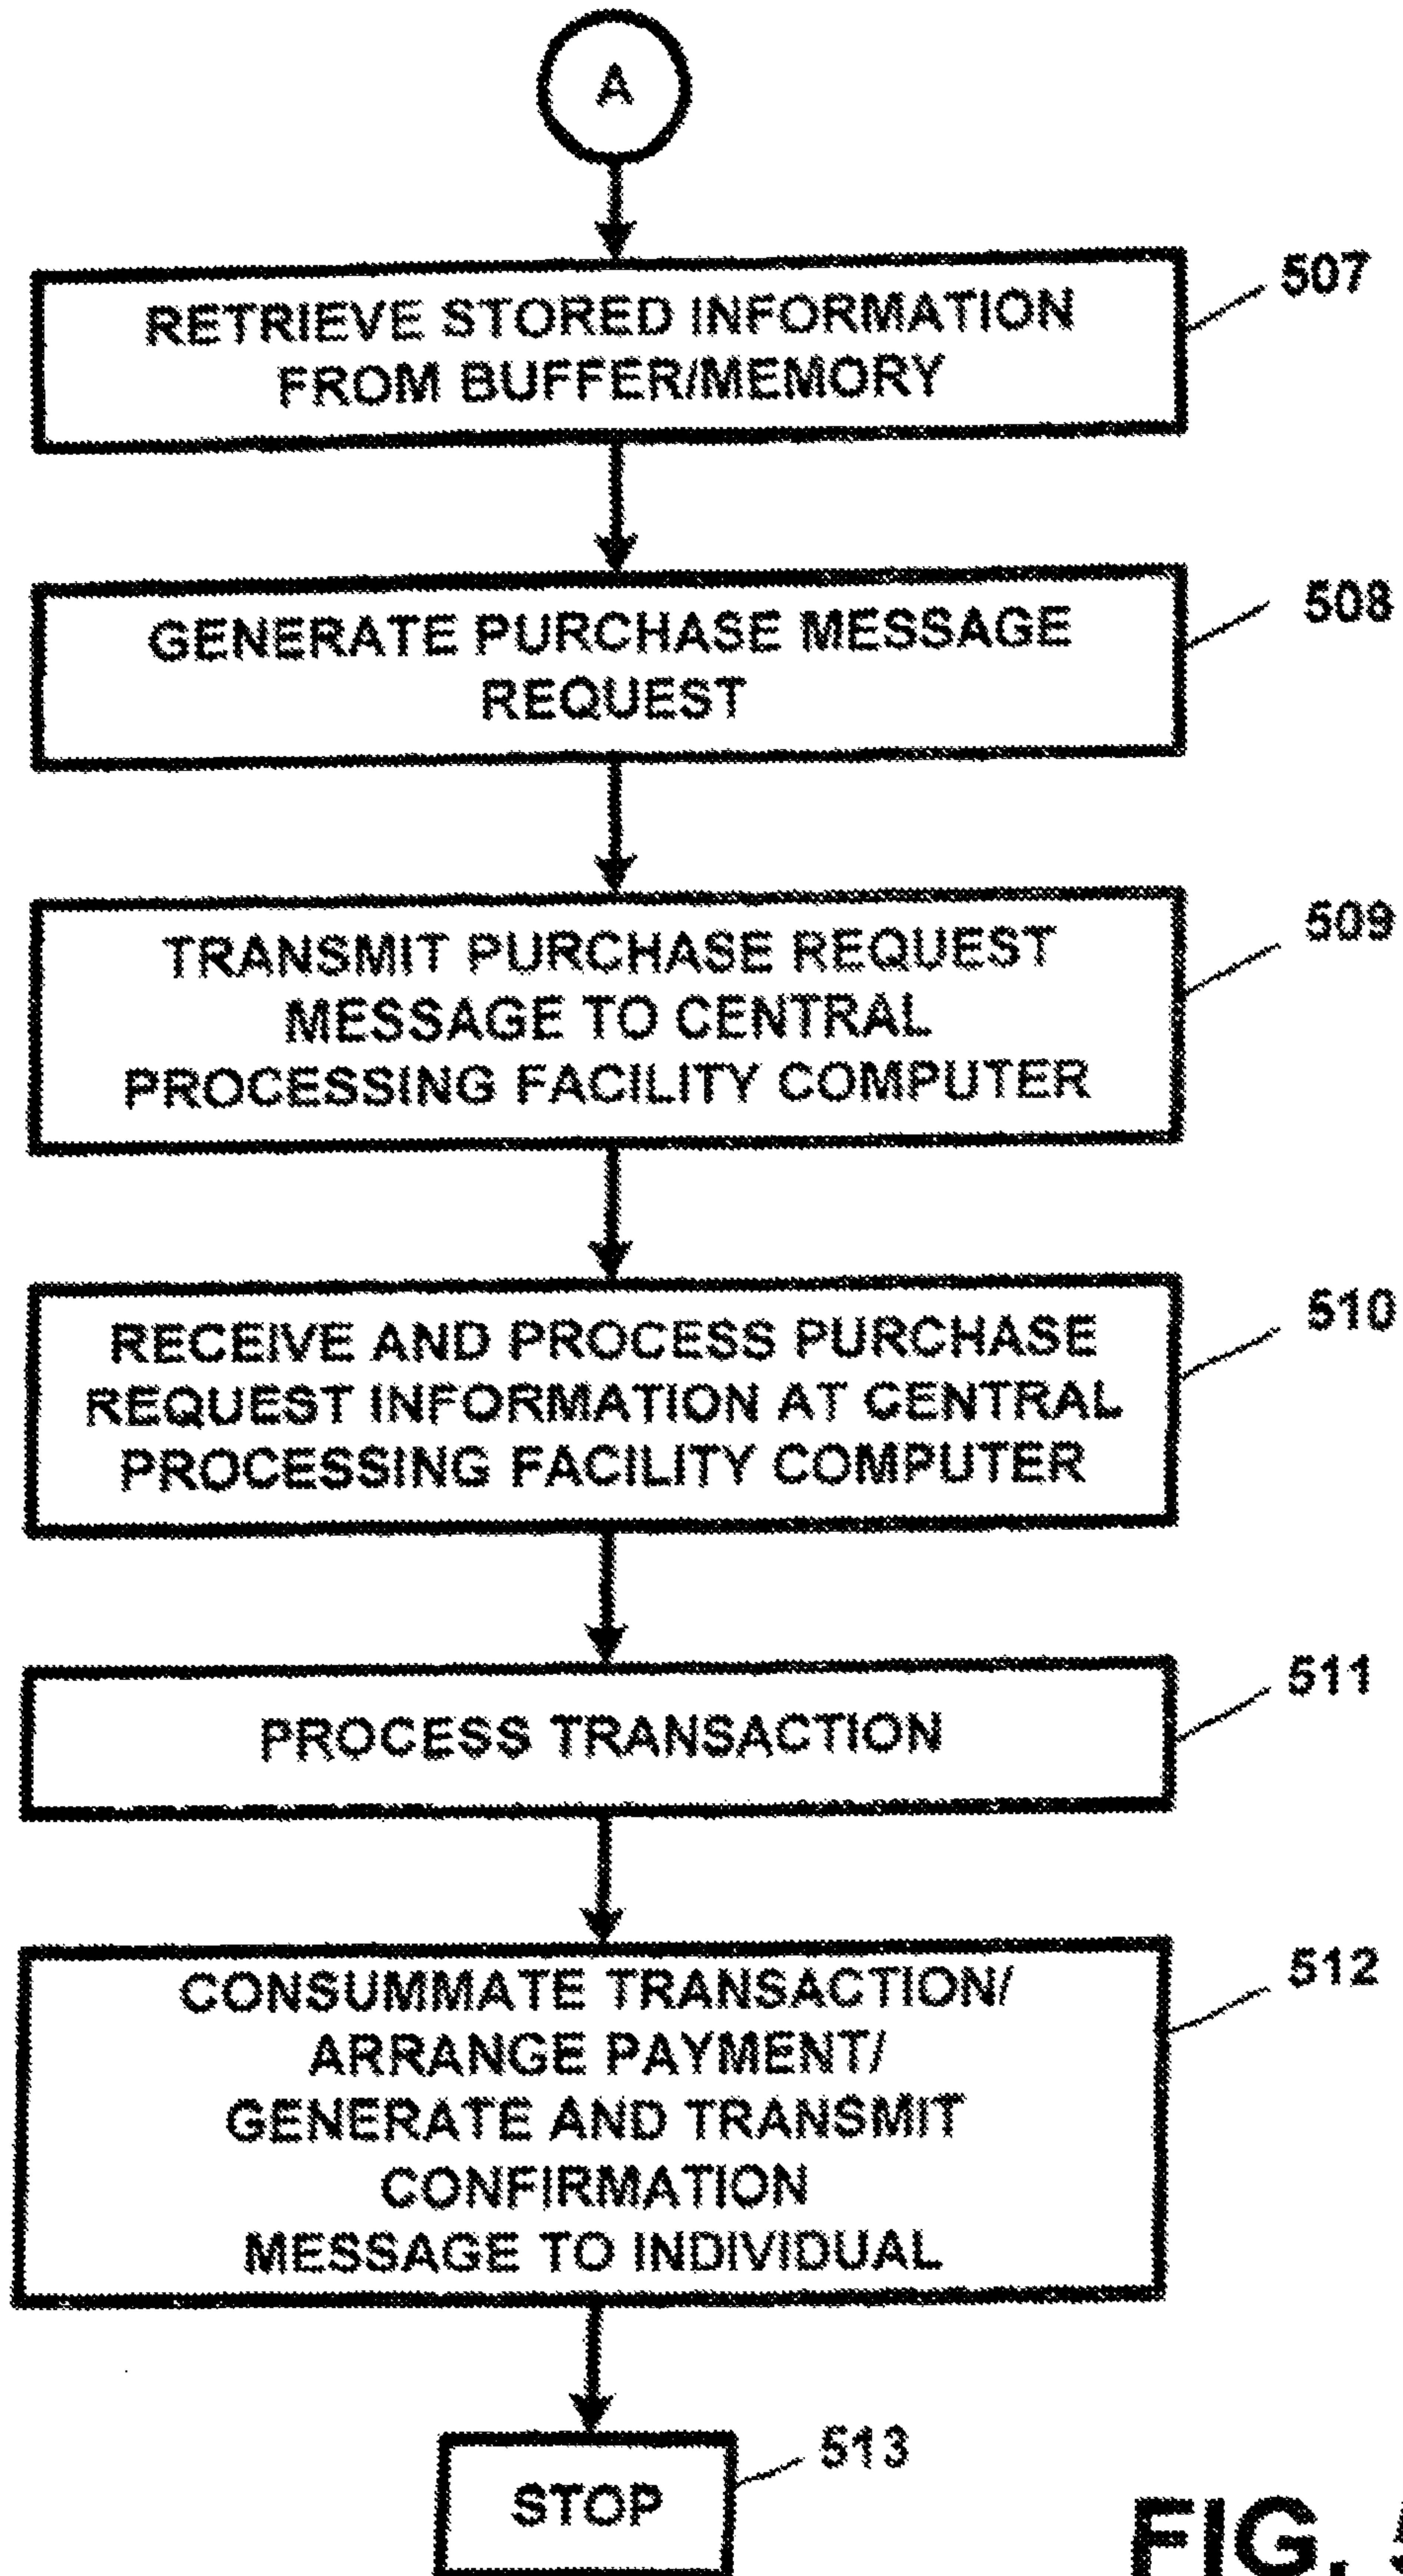 A
RETRIEVE STORED INFORMATION
FROM BUFFER/MEMORY
507
GENERATE PURCHASE MESSAGE
REQUEST
508
TRANSMIT PURCHASE REQUEST
MESSAGE TO CENTRAL
PROCESSING FACILITY COMPUTER
509
RECEIVE AND PROCESS PURCHASE
REQUEST INFORMATION AT CENTRAL
PROCESSING FACILITY COMPUTER
510
PROCESS TRANSACTION
511
CONSUMMATE TRANSACTION/
ARRANGE PAYMENT/
GENERATE AND TRANSMIT
CONFIRMATION
MESSAGE TO INDIVIDUAL
512
STOP
513
FIG.